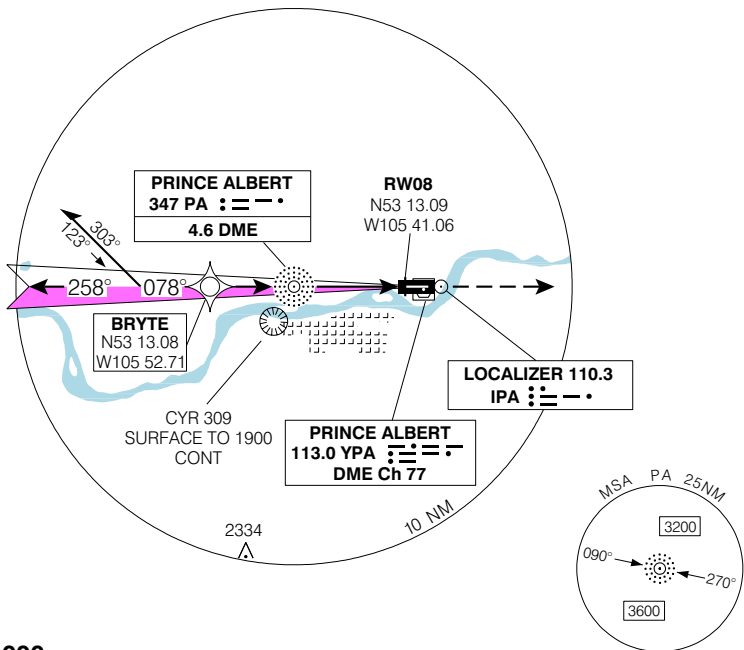 PRINCE ALBERT
347 PA
4.6 DME
RW08
N53 13.09
W105 41.06
303°
123°
258°
078°
BRYTE
N53 13.08
W105 52.71
LOCALIZER 110.3
IPA
CYR 309
SURFACE TO 1900
CONT
PRINCE ALBERT
113.0 YPA
DME Ch 77
2334
10 NM
MSA PA 25NM
3200
090°
270°
3600